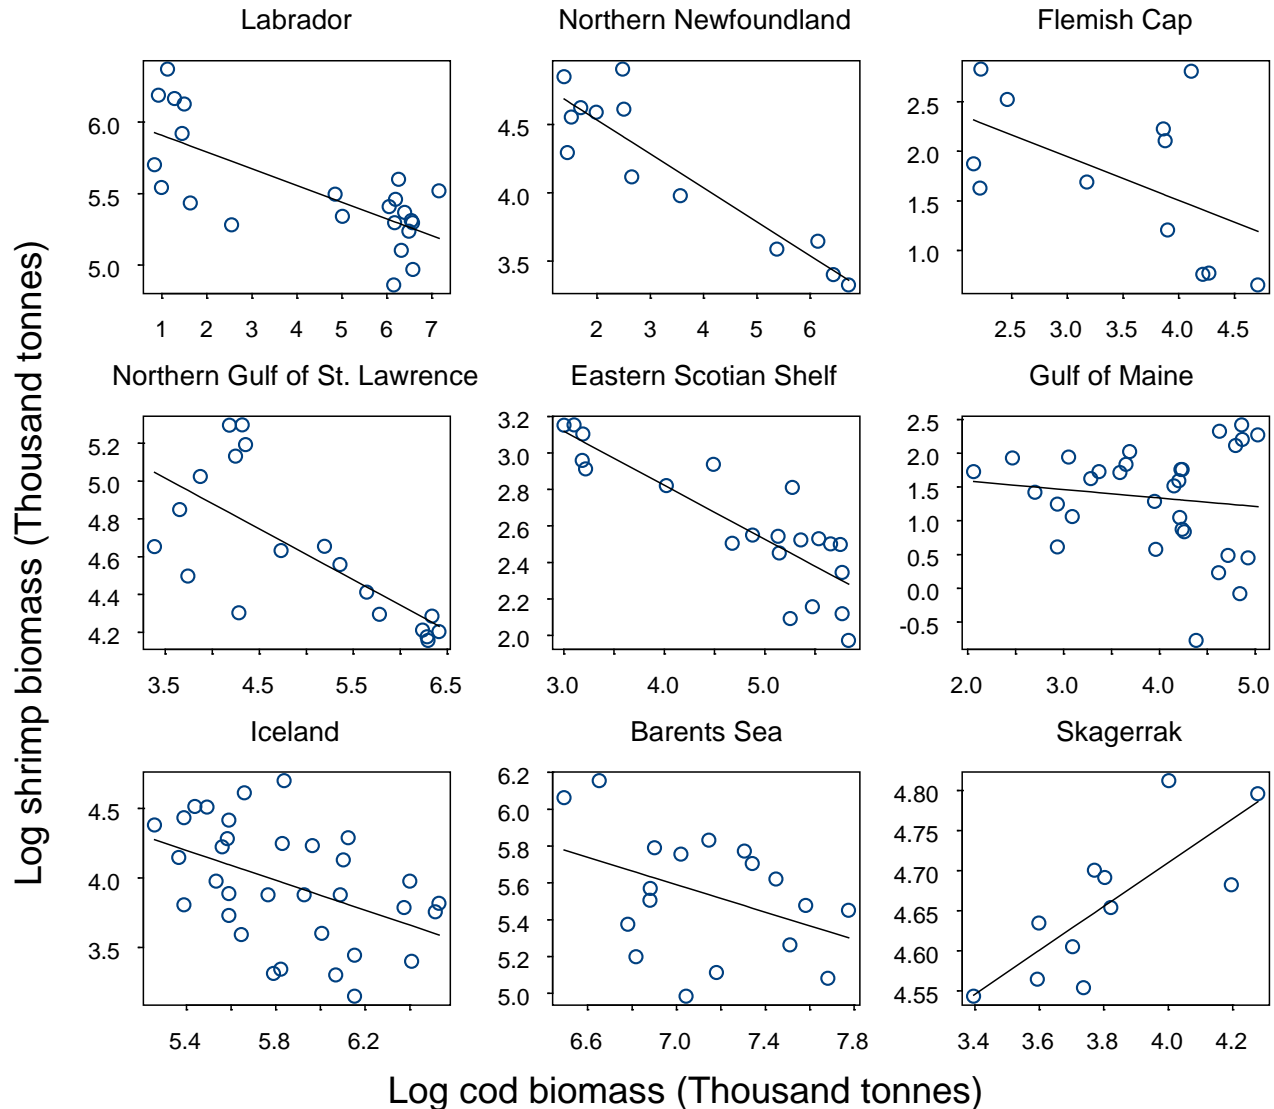 Labrador
Northern Newfoundland
Flemish Cap
6.0
5.5
5.0
1 2 3 4 5 6 7
4.5
4.0
3.5
2 3 4 5 6
2.5
2.0
1.5
1.0
2.5 3.0 3.5 4.0 4.5
Northern Gulf of St. Lawrence
Eastern Scotian Shelf
Gulf of Maine
5.2
5.0
4.8
4.6
4.4
4.2
3.5 4.5 5.5 6.5
3.2
3.0
2.8
2.6
2.4
2.2
2.0
3.0 4.0 5.0
2.5
2.0
1.5
1.0
0.5
0.0
-0.5
2.0 3.0 4.0 5.0
Iceland
Barents Sea
Skagerrak
4.5
4.0
3.5
5.4 5.8 6.2
6.2
6.0
5.8
5.6
5.4
5.2
5.0
6.6 7.0 7.4 7.8
4.80
4.75
4.70
4.65
4.60
4.55
3.4 3.6 3.8 4.0 4.2
Log shrimp biomass (Thousand tonnes)
Log cod biomass (Thousand tonnes)